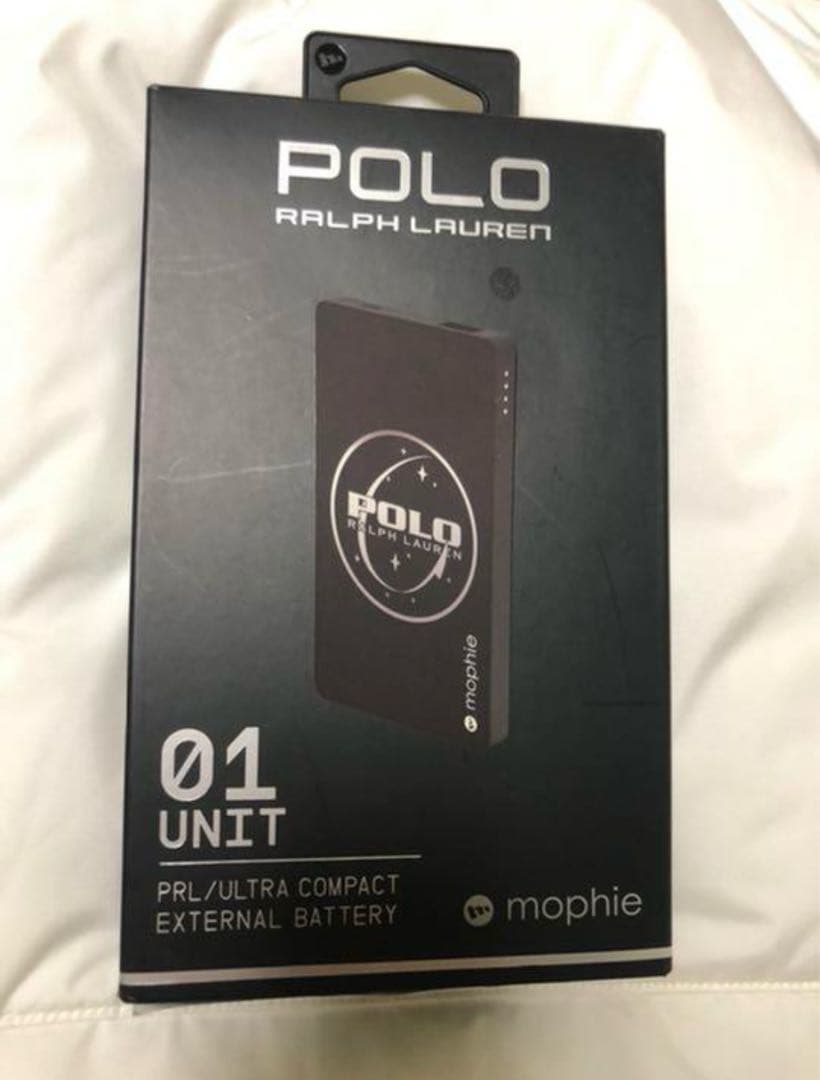 POLO
RALPH LAUREN
POLO
RALPH LAUREN
mophie
01
UNIT
PRL/ULTRA COMPACT
EXTERNAL BATTERY
mophie